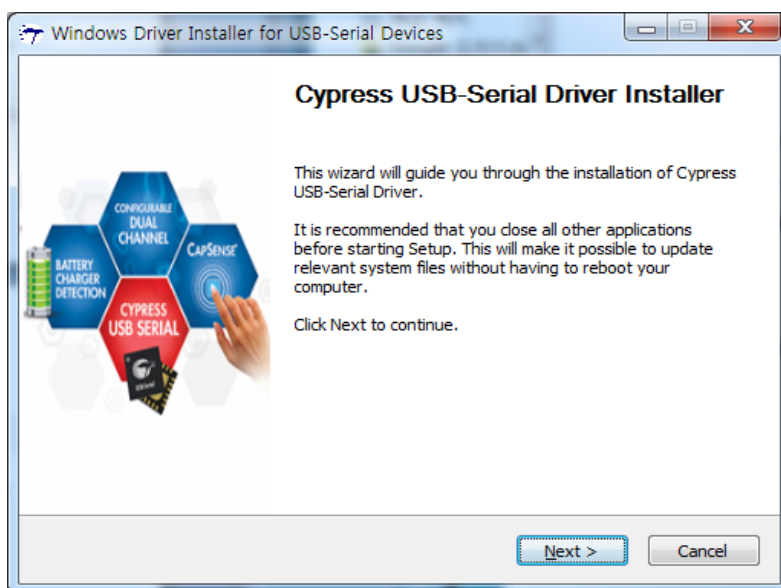 Windows Driver Installer for USB-Serial Devices
Cypress USB-Serial Driver Installer
This wizard will guide you through the installation of Cypress
USB-Serial Driver.
It is recommended that you close all other applications
before starting Setup. This will make it possible to update
relevant system files without having to reboot your
computer.
Click Next to continue.
CONFIGURABLE
DUAL
CHANNEL
CAPSENSE
BATTERY
CHARGER
DETECTION
CYPRESS
USB SERIAL
Next >
Cancel